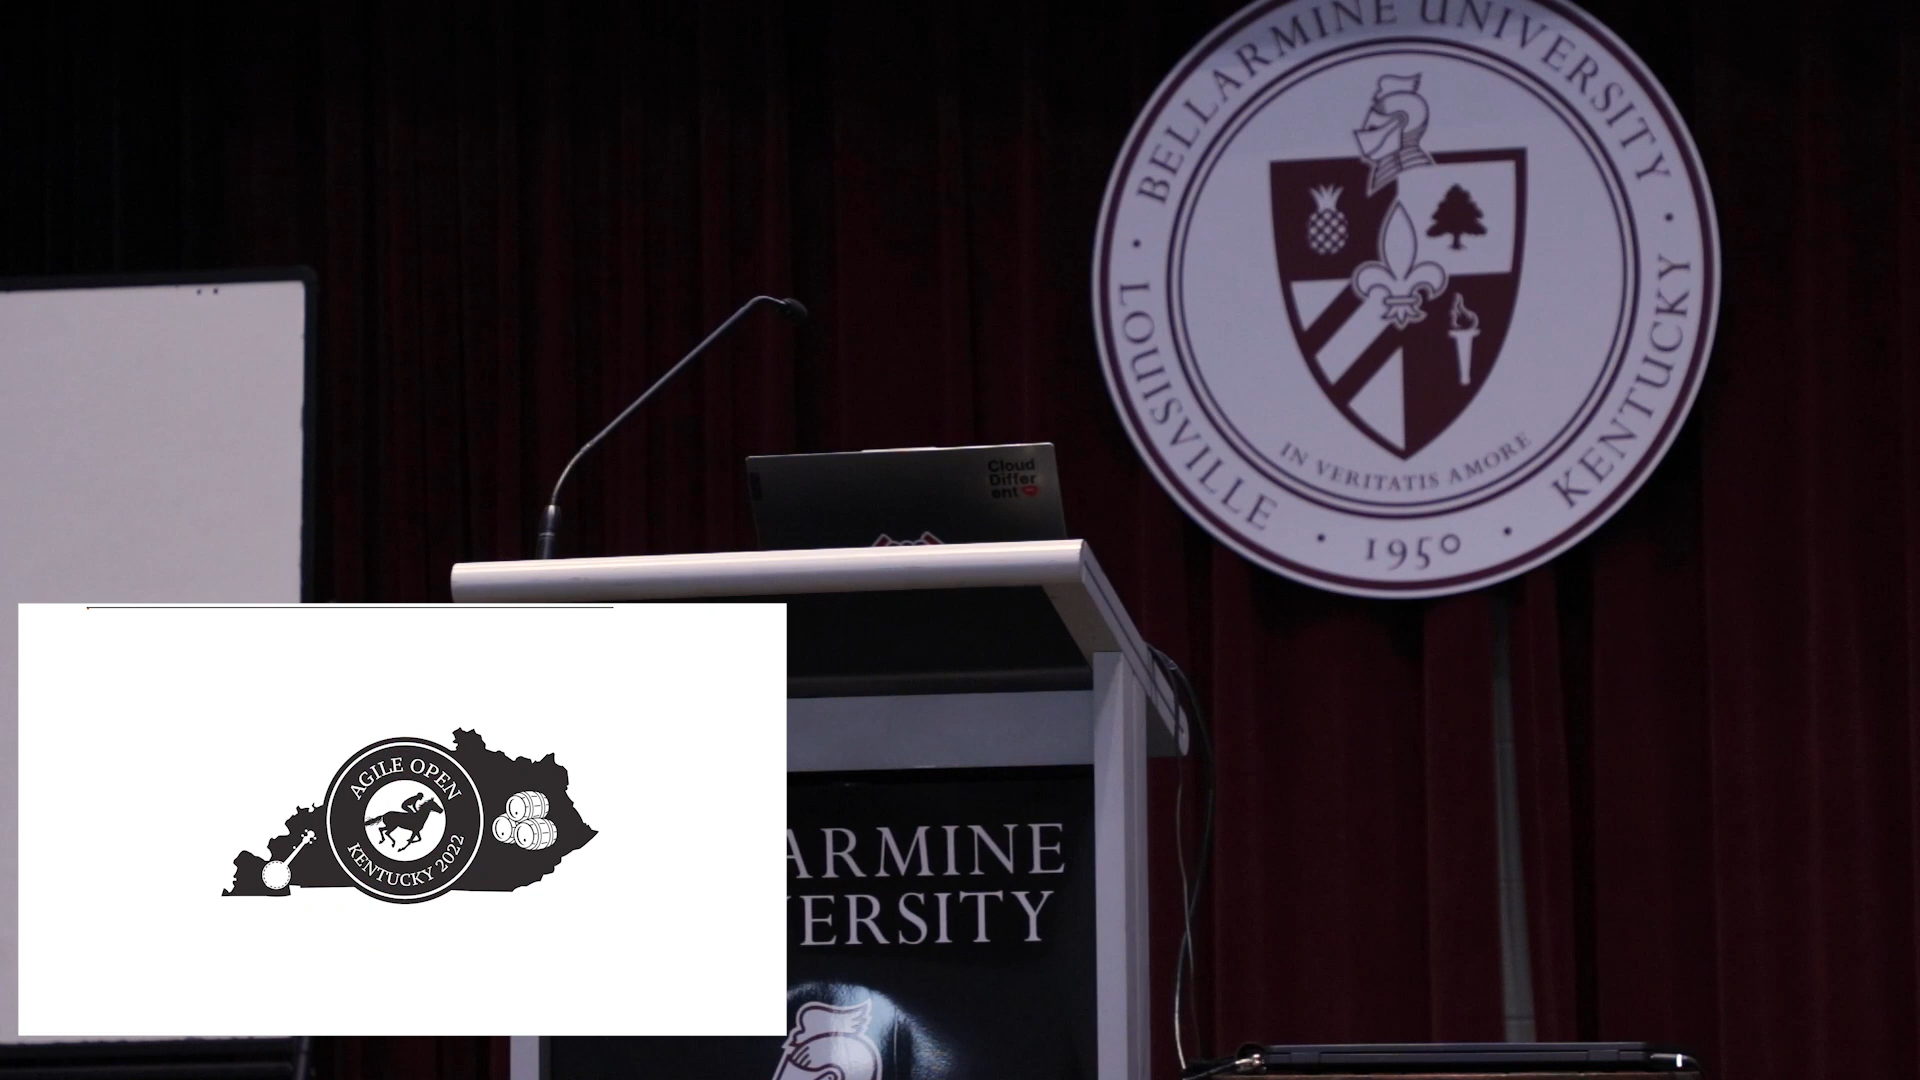 BELLARMINE UNIVERSITY
LOUISVILLE
KENTUCKY
IN VERITATIS AMORE
1950
Cloud
Differ
ent
AGILE OPEN
KENTUCKY 2022
ARMINE
ERSITY